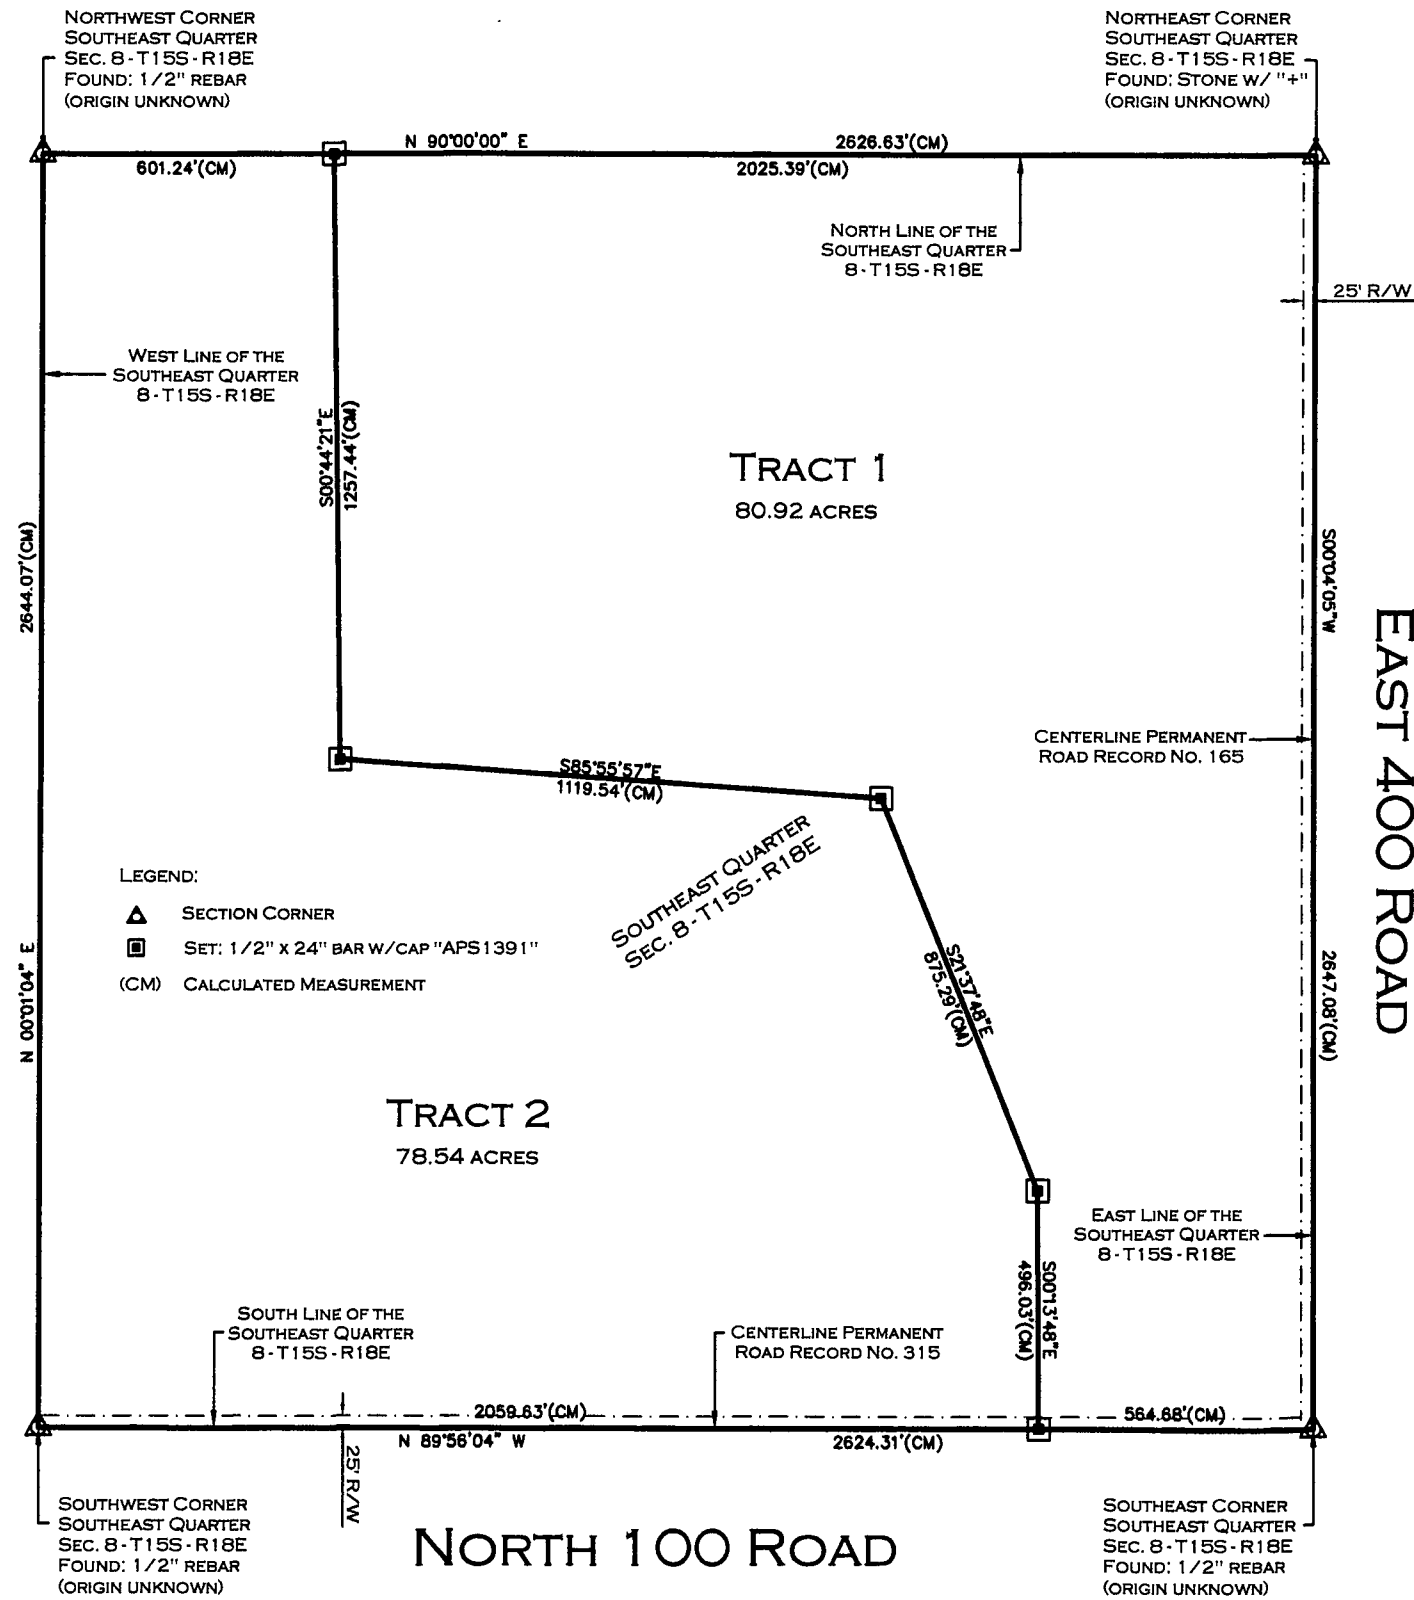 NORTHWEST CORNER
SOUTHEAST QUARTER
SEC. 8-T15S-R18E
FOUND: 1/2" REBAR
(ORIGIN UNKNOWN)
NORTHEAST CORNER
SOUTHEAST QUARTER
SEC. 8-T15S-R18E
FOUND: STONE W/ "+"
(ORIGIN UNKNOWN)
N 90°00'00" E
2626.63'(CM)
601.24'(CM)
2025.39'(CM)
NORTH LINE OF THE
SOUTHEAST QUARTER
8-T15S-R18E
25' R/W
WEST LINE OF THE
SOUTHEAST QUARTER
8-T15S-R18E
S00°44'21"E
1257.44'(CM)
TRACT 1
80.92 ACRES
2644.07'(CM)
N 00°01'04" E
S00°04'05"W
2647.08'(CM)
EAST 400 ROAD
CENTERLINE PERMANENT
ROAD RECORD NO. 165
S85°55'57"E
1119.54'(CM)
SOUTHEAST QUARTER
SEC. 8-T15S-R18E
LEGEND:
SECTION CORNER
SET: 1/2" X 24" BAR W/CAP "APS1391"
(CM) CALCULATED MEASUREMENT
S21°37'48"E
875.29'(CM)
TRACT 2
78.54 ACRES
EAST LINE OF THE
SOUTHEAST QUARTER
8-T15S-R18E
S00°13'48"E
496.03'(CM)
SOUTH LINE OF THE
SOUTHEAST QUARTER
8-T15S-R18E
CENTERLINE PERMANENT
ROAD RECORD NO. 315
2059.63'(CM)
564.68'(CM)
N 89°56'04" W
2624.31'(CM)
25' R/W
SOUTHWEST CORNER
SOUTHEAST QUARTER
SEC. 8-T15S-R18E
FOUND: 1/2" REBAR
(ORIGIN UNKNOWN)
NORTH 100 ROAD
SOUTHEAST CORNER
SOUTHEAST QUARTER
SEC. 8-T15S-R18E
FOUND: 1/2" REBAR
(ORIGIN UNKNOWN)